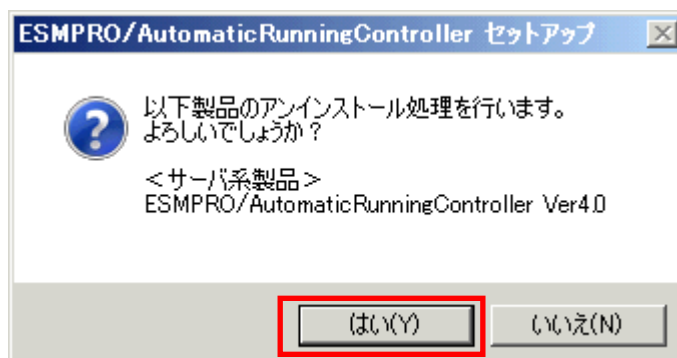 ESMPRO/AutomaticRunningController セットアップ
以下製品のアンインストール処理を行います。
よろしいでしょうか？
＜サーバ系製品＞
ESMPRO/AutomaticRunningController Ver4.0
はい(Y)
いいえ(N)